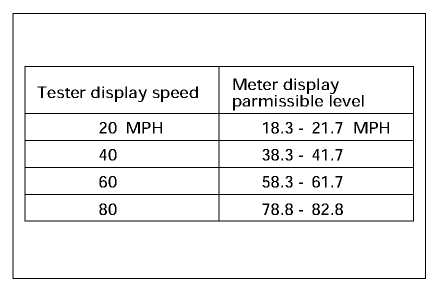 Tester display speed Meter display
parmissible level
20 MPH 18.3 - 21.7 MPH
40 38.3 - 41.7
60 58.3 - 61.7
80 78.8 - 82.8